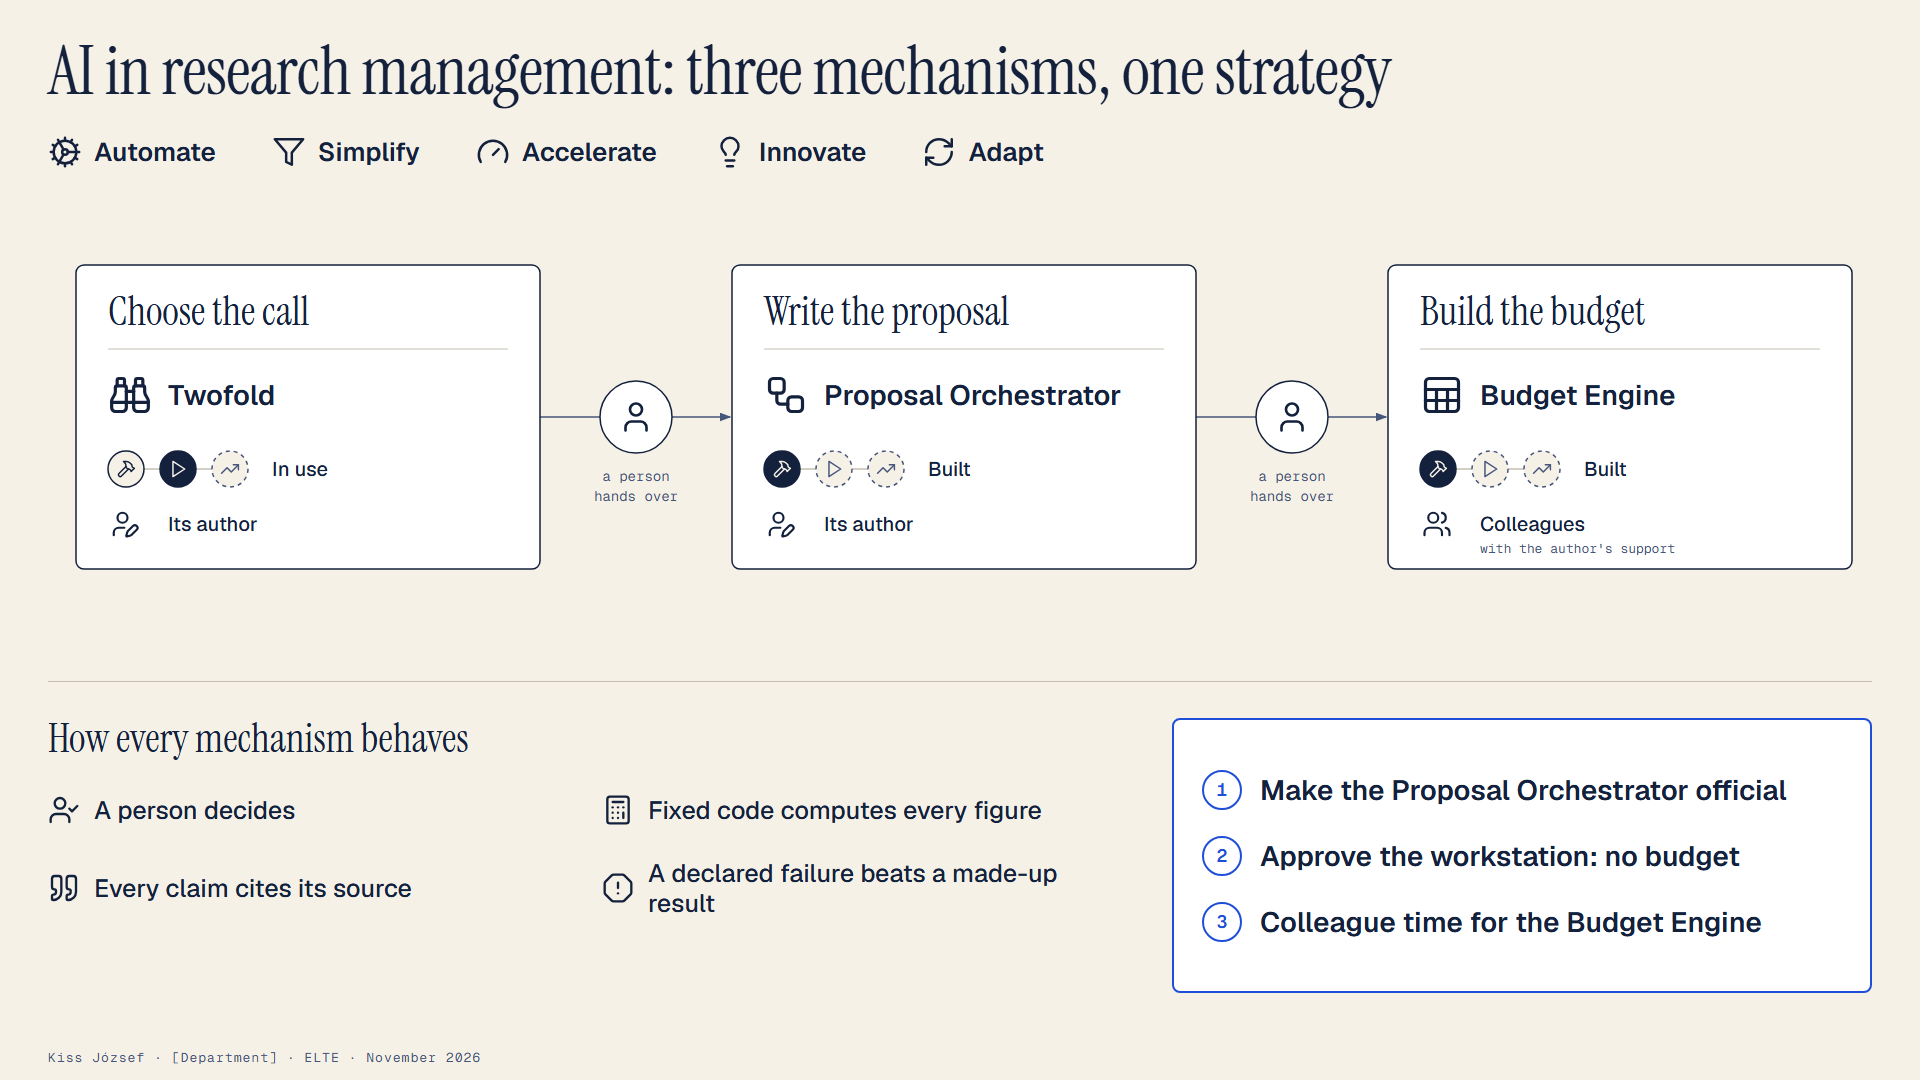 AI in research management: three mechanisms, one strategy
Automate
Simplify
Accelerate
Innovate
Adapt
Choose the call
Twofold
In use
Its author
a person
hands over
Write the proposal
Proposal Orchestrator
Built
Its author
a person
hands over
Build the budget
Budget Engine
Built
Colleagues
with the author's support
How every mechanism behaves
A person decides
Fixed code computes every figure
Every claim cites its source
A declared failure beats a made-up
result
1 Make the Proposal Orchestrator official
2 Approve the workstation: no budget
3 Colleague time for the Budget Engine
Kiss József · [Department] · ELTE · November 2026